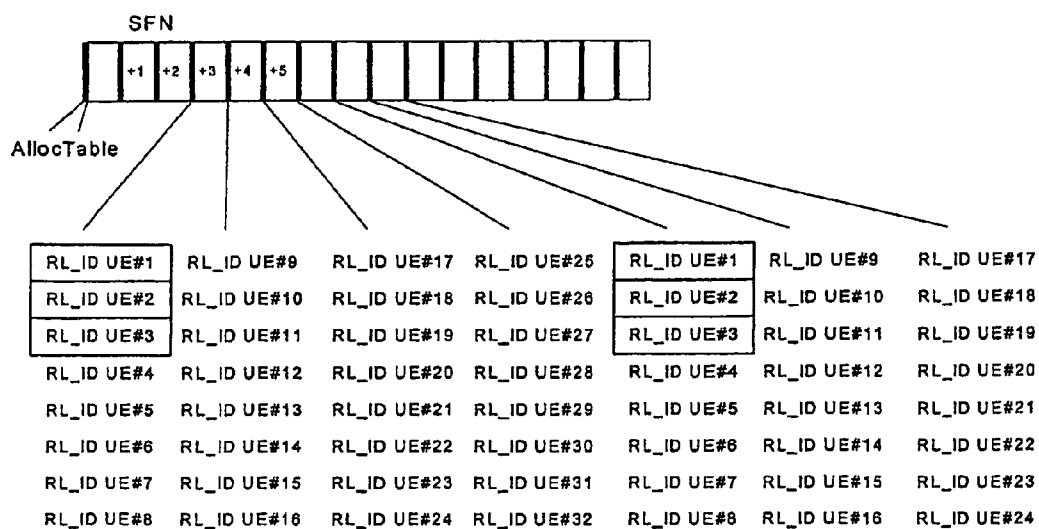 SFN
+1 +2 +3 +4 +5
AllocTable
RL_ID UE#1 RL_ID UE#9 RL_ID UE#17 RL_ID UE#25 RL_ID UE#1 RL_ID UE#9 RL_ID UE#17
RL_ID UE#2 RL_ID UE#10 RL_ID UE#18 RL_ID UE#26 RL_ID UE#2 RL_ID UE#10 RL_ID UE#18
RL_ID UE#3 RL_ID UE#11 RL_ID UE#19 RL_ID UE#27 RL_ID UE#3 RL_ID UE#11 RL_ID UE#19
RL_ID UE#4 RL_ID UE#12 RL_ID UE#20 RL_ID UE#28 RL_ID UE#4 RL_ID UE#12 RL_ID UE#20
RL_ID UE#5 RL_ID UE#13 RL_ID UE#21 RL_ID UE#29 RL_ID UE#5 RL_ID UE#13 RL_ID UE#21
RL_ID UE#6 RL_ID UE#14 RL_ID UE#22 RL_ID UE#30 RL_ID UE#6 RL_ID UE#14 RL_ID UE#22
RL_ID UE#7 RL_ID UE#15 RL_ID UE#23 RL_ID UE#31 RL_ID UE#7 RL_ID UE#15 RL_ID UE#23
RL_ID UE#8 RL_ID UE#16 RL_ID UE#24 RL_ID UE#32 RL_ID UE#8 RL_ID UE#16 RL_ID UE#24